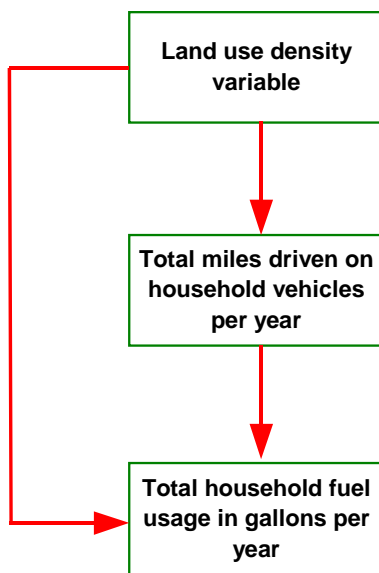 Land use density
variable
Total miles driven on
household vehicles
per year
Total household fuel
usage in gallons per
year